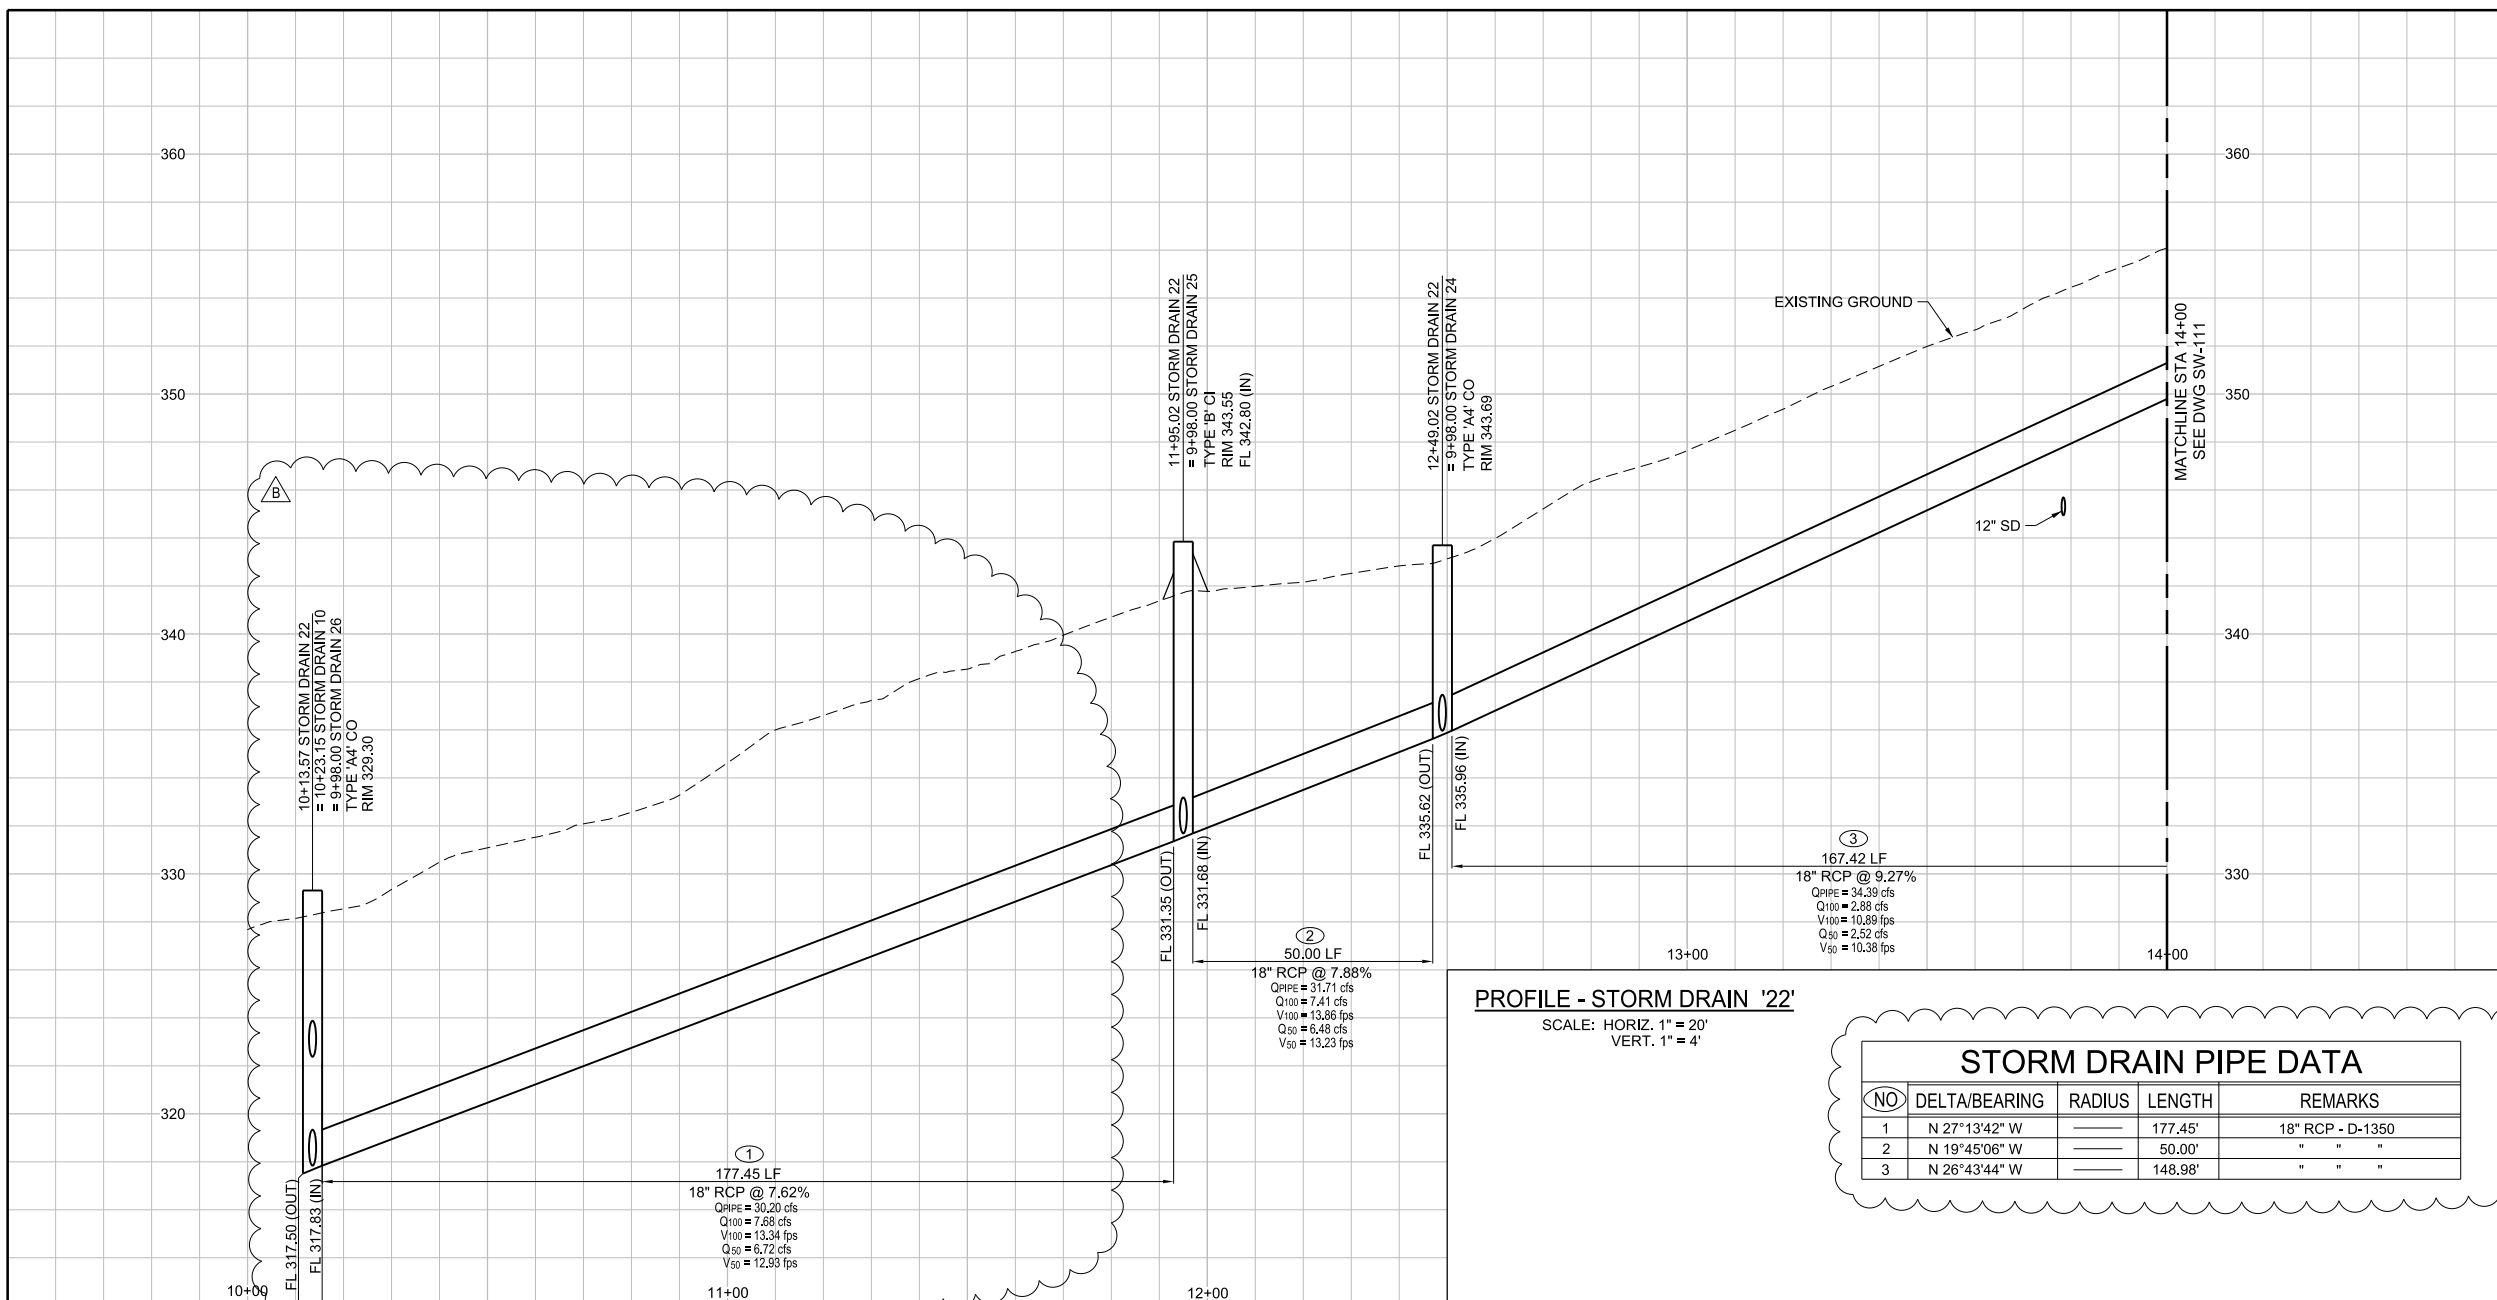 360
360
350
350
340
340
330
330
320
B
10+13.57 STORM DRAIN 22
= 10+23.15 STORM DRAIN 10
= 9+98.00 STORM DRAIN 26
TYPE 'A4' CO
RIM 329.30
11+95.02 STORM DRAIN 22
= 9+98.00 STORM DRAIN 25
TYPE 'B' CI
RIM 343.55
FL 342.80 (IN)
12+49.02 STORM DRAIN 22
= 9+98.00 STORM DRAIN 24
TYPE 'A4' CO
RIM 343.69
EXISTING GROUND
MATCHLINE STA 14+00
SEE DWG SW-111
12" SD
FL 317.50 (OUT)
FL 317.83 (IN)
FL 331.35 (OUT)
FL 331.68 (IN)
FL 335.62 (OUT)
FL 335.96 (IN)
1
177.45 LF
18" RCP @ 7.62%
QPIPE = 30.20 cfs
Q100 = 7.68 cfs
V100 = 13.34 fps
Q50 = 6.72 cfs
V50 = 12.93 fps
2
50.00 LF
18" RCP @ 7.88%
QPIPE = 31.71 cfs
Q100 = 7.41 cfs
V100 = 13.86 fps
Q50 = 6.48 cfs
V50 = 13.23 fps
3
167.42 LF
18" RCP @ 9.27%
QPIPE = 34.39 cfs
Q100 = 2.88 cfs
V100 = 10.89 fps
Q50 = 2.52 cfs
V50 = 10.38 fps
10+00
11+00
12+00
13+00
14+00
PROFILE - STORM DRAIN '22'
SCALE: HORIZ. 1" = 20'
VERT. 1" = 4'
STORM DRAIN PIPE DATA
NO DELTA/BEARING RADIUS LENGTH REMARKS
1 N 27°13'42" W —— 177.45' 18" RCP - D-1350
2 N 19°45'06" W —— 50.00' " " "
3 N 26°43'44" W —— 148.98' " " "